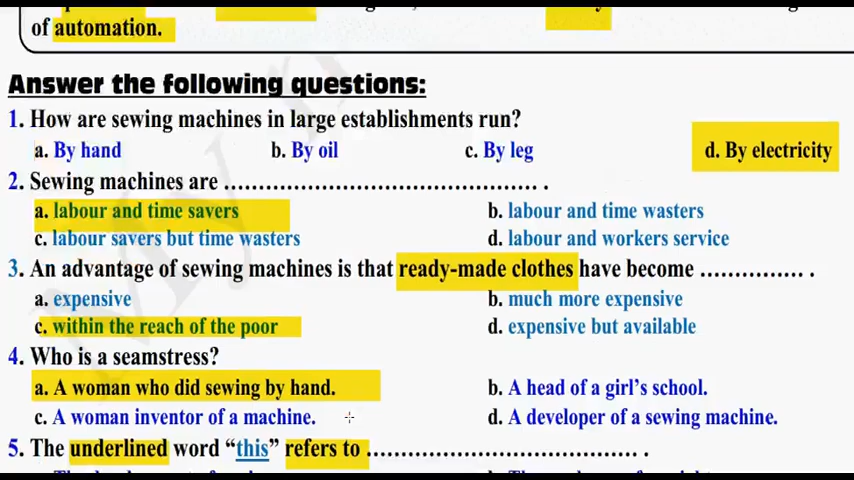 of automation.
Answer the following questions:
1. How are sewing machines in large establishments run?
a. By hand b. By oil c. By leg d. By electricity
2. Sewing machines are ............................................... .
a. labour and time savers b. labour and time wasters
c. labour savers but time wasters d. labour and workers service
3. An advantage of sewing machines is that ready-made clothes have become ............... .
a. expensive b. much more expensive
c. within the reach of the poor d. expensive but available
4. Who is a seamstress?
a. A woman who did sewing by hand. b. A head of a girl's school.
c. A woman inventor of a machine. d. A developer of a sewing machine.
5. The underlined word “this” refers to ......................................... .